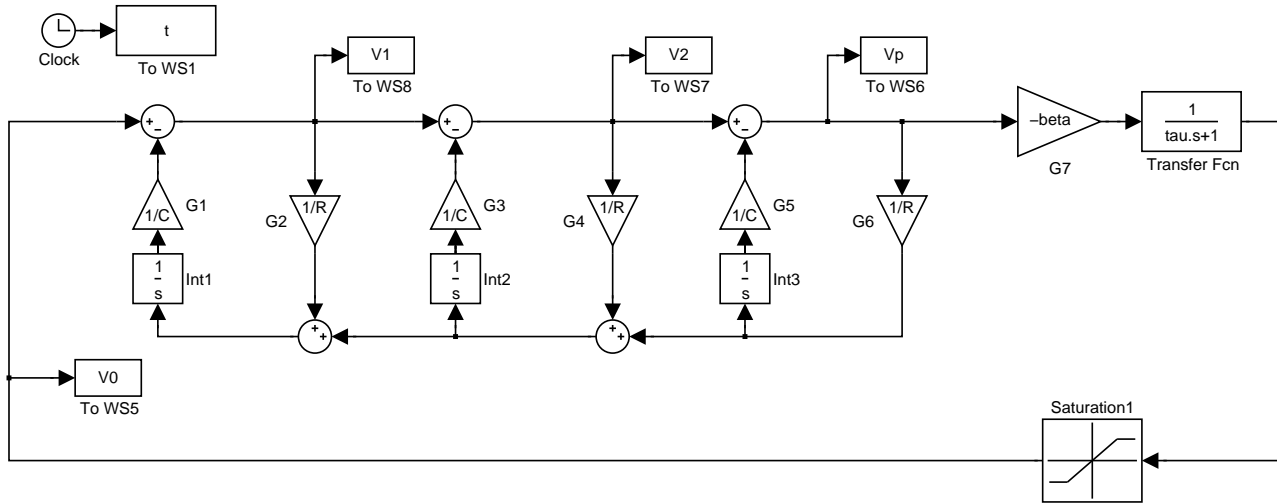 t
Clock
To WS1
V1
To WS8
V2
To WS7
Vp
To WS6
+
−
+
−
+
−
−beta
G7
1
tau.s+1
Transfer Fcn
1/C
G1
G2
1/R
1/C
G3
G4
1/R
1/C
G5
G6
1/R
1
s
Int1
1
s
Int2
1
s
Int3
+
+
+
+
V0
To WS5
Saturation1